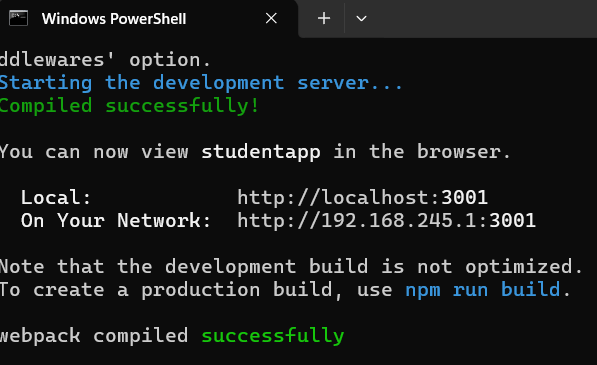 Windows PowerShell
ddlewares' option.
Starting the development server...
Compiled successfully!
You can now view studentapp in the browser.
Local: http://localhost:3001
On Your Network: http://192.168.245.1:3001
Note that the development build is not optimized.
To create a production build, use npm run build.
webpack compiled successfully